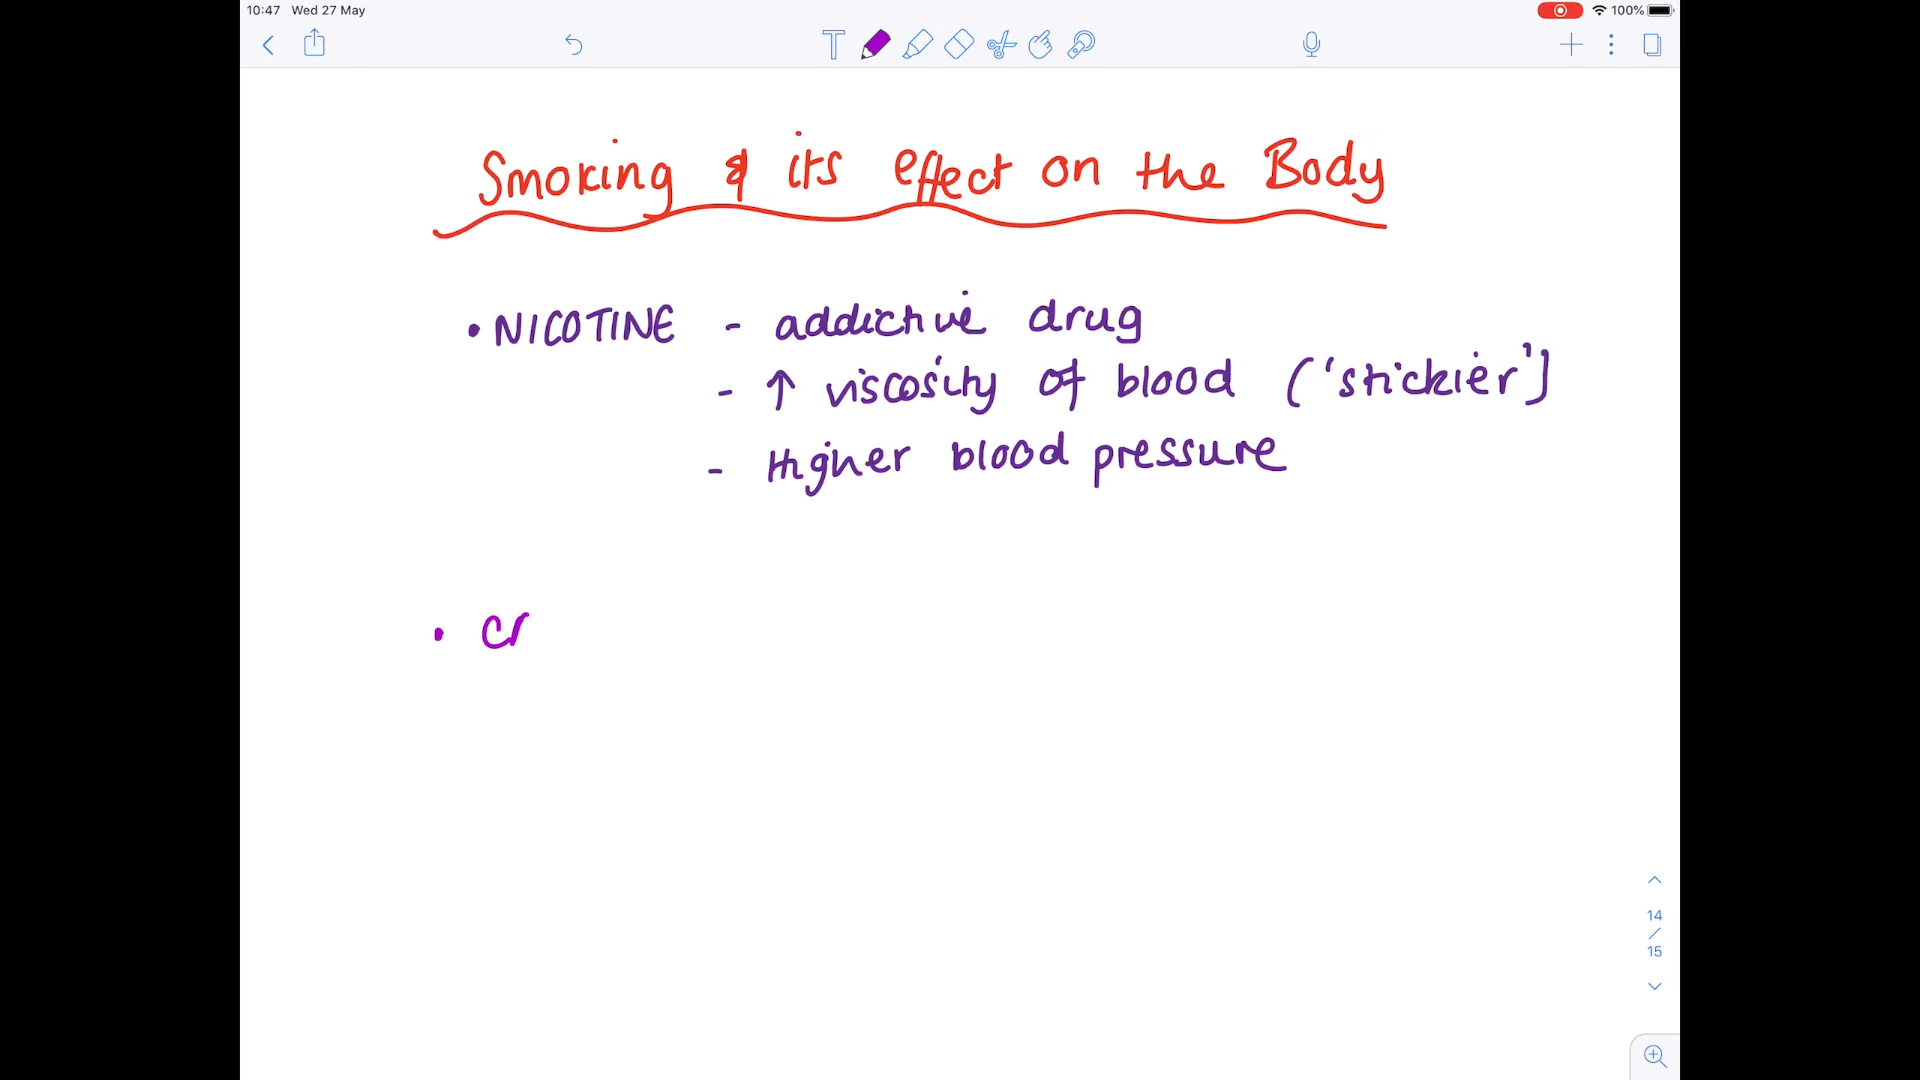 10:47 Wed 27 May
100%
T
Smoking & its effect on the Body
• NICOTINE - addictive drug
- ↑ viscosity of blood ('stickier')
- Higher blood pressure
•
14
/
15